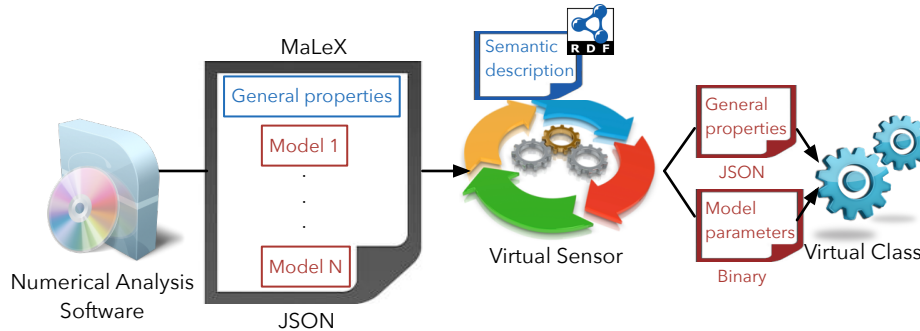 MaLeX
General properties
Model 1
.
.
.
Model N
JSON
Numerical Analysis
Software
Semantic
description
RDF
Virtual Sensor
General
properties
JSON
Model
parameters
Binary
Virtual Class